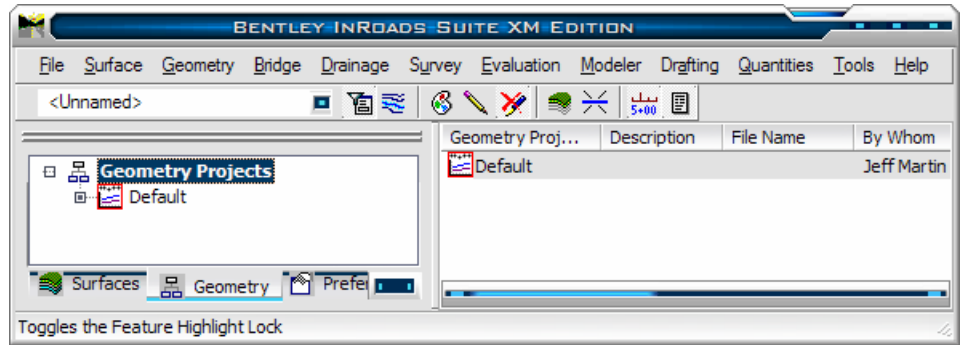 BENTLEY INROADS SUITE XM EDITION
File Surface Geometry Bridge Drainage Survey Evaluation Modeler Drafting Quantities Tools Help
<Unnamed>
5+00
Geometry Proj... Description File Name By Whom
Default Jeff Martin
Geometry Projects
Default
Surfaces Geometry Prefer
Toggles the Feature Highlight Lock